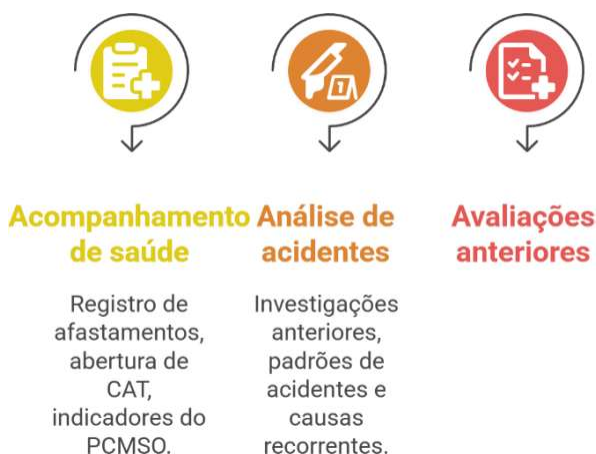 1
Acompanhamento
de saúde
Registro de
afastamentos,
abertura de
CAT,
indicadores do
PCMSO.
Análise de
acidentes
Investigações
anteriores,
padrões de
acidentes e
causas
recorrentes.
Avaliações
anteriores